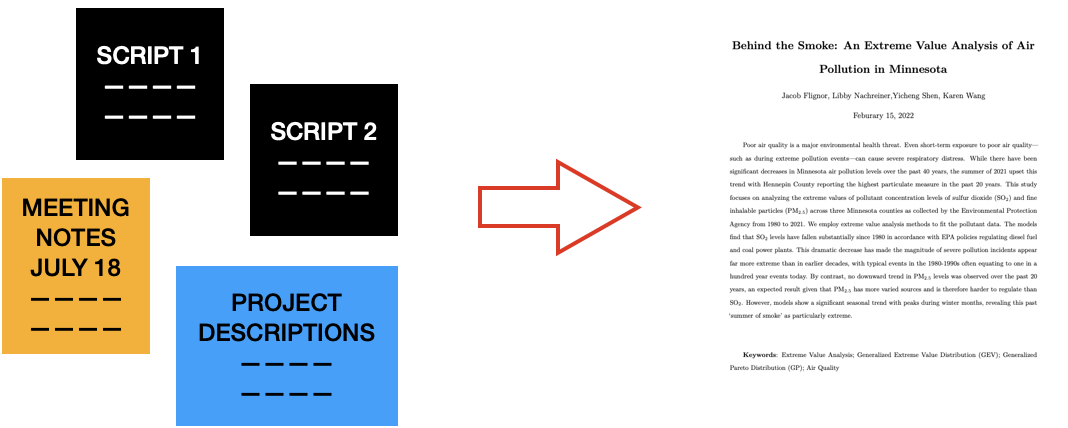 SCRIPT 1
SCRIPT 2
MEETING
NOTES
JULY 18
PROJECT
DESCRIPTIONS
Behind the Smoke: An Extreme Value Analysis of Air
Pollution in Minnesota
Jacob Flignor, Libby Nachreiner,Yicheng Shen, Karen Wang
Feburary 15, 2022
Poor air quality is a major environmental health threat. Even short-term exposure to poor air quality—
such as during extreme pollution events—can cause severe respiratory distress. While there have been
significant decreases in Minnesota air pollution levels over the past 40 years, the summer of 2021 upset this
trend with Hennepin County reporting the highest particulate measure in the past 20 years. This study
focuses on analyzing the extreme values of pollutant concentration levels of sulfur dioxide (SO₂) and fine
inhalable particles (PM₂.₅) across three Minnesota counties as collected by the Environmental Protection
Agency from 1980 to 2021. We employ extreme value analysis methods to fit the pollutant data. The models
find that SO₂ levels have fallen substantially since 1980 in accordance with EPA policies regulating diesel fuel
and coal power plants. This dramatic decrease has made the magnitude of severe pollution incidents appear
far more extreme than in earlier decades, with typical events in the 1980-1990s often equating to one in a
hundred year events today. By contrast, no downward trend in PM₂.₅ levels was observed over the past 20
years, an expected result given that PM₂.₅ has more varied sources and is therefore harder to regulate than
SO₂. However, models show a significant seasonal trend with peaks during winter months, revealing this past
‘summer of smoke’ as particularly extreme.
Keywords: Extreme Value Analysis; Generalized Extreme Value Distribution (GEV); Generalized
Pareto Distribution (GP); Air Quality